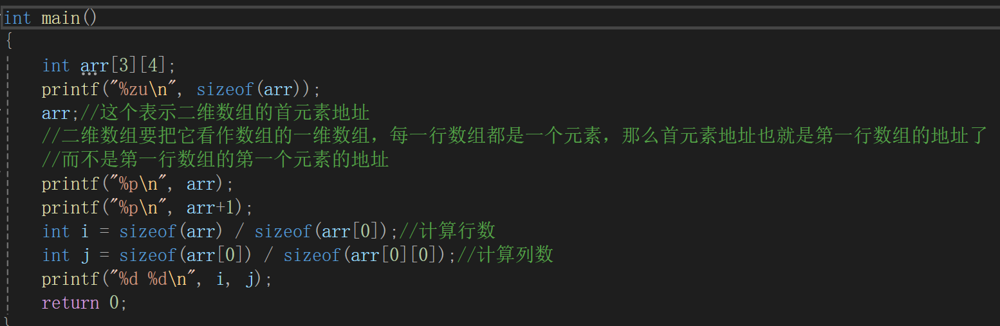 int main()
{
int arr[3][4];
printf("%zu\n", sizeof(arr));
arr;//这个表示二维数组的首元素地址
//二维数组要把它看作数组的一维数组，每一行数组都是一个元素，那么首元素地址也就是第一行数组的地址了
//而不是第一行数组的第一个元素的地址
printf("%p\n", arr);
printf("%p\n", arr+1);
int i = sizeof(arr) / sizeof(arr[0]);//计算行数
int j = sizeof(arr[0]) / sizeof(arr[0][0]);//计算列数
printf("%d %d\n", i, j);
return 0;
}